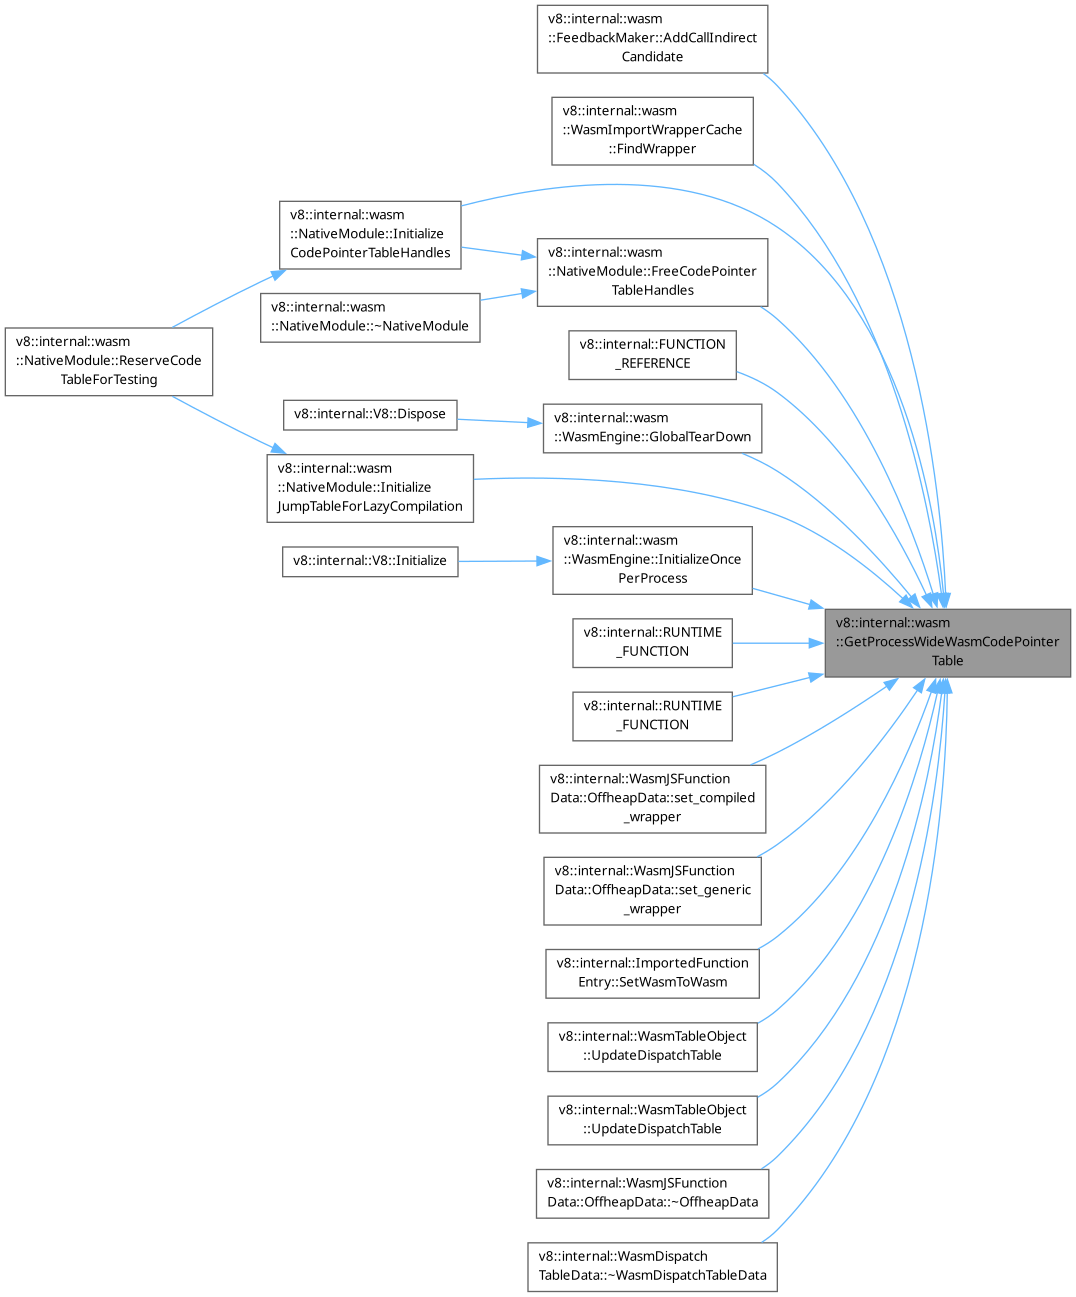 v8::internal::wasm
::FeedbackMaker::AddCallIndirect
Candidate
v8::internal::wasm
::WasmImportWrapperCache
::FindWrapper
v8::internal::wasm
::NativeModule::Initialize
CodePointerTableHandles
v8::internal::wasm
::NativeModule::FreeCodePointer
TableHandles
v8::internal::wasm
::NativeModule::~NativeModule
v8::internal::wasm
::NativeModule::ReserveCode
TableForTesting
v8::internal::FUNCTION
_REFERENCE
v8::internal::V8::Dispose
v8::internal::wasm
::WasmEngine::GlobalTearDown
v8::internal::wasm
::NativeModule::Initialize
JumpTableForLazyCompilation
v8::internal::V8::Initialize
v8::internal::wasm
::WasmEngine::InitializeOnce
PerProcess
v8::internal::wasm
::GetProcessWideWasmCodePointer
Table
v8::internal::RUNTIME
_FUNCTION
v8::internal::RUNTIME
_FUNCTION
v8::internal::WasmJSFunction
Data::OffheapData::set_compiled
_wrapper
v8::internal::WasmJSFunction
Data::OffheapData::set_generic
_wrapper
v8::internal::ImportedFunction
Entry::SetWasmToWasm
v8::internal::WasmTableObject
::UpdateDispatchTable
v8::internal::WasmTableObject
::UpdateDispatchTable
v8::internal::WasmJSFunction
Data::OffheapData::~OffheapData
v8::internal::WasmDispatch
TableData::~WasmDispatchTableData